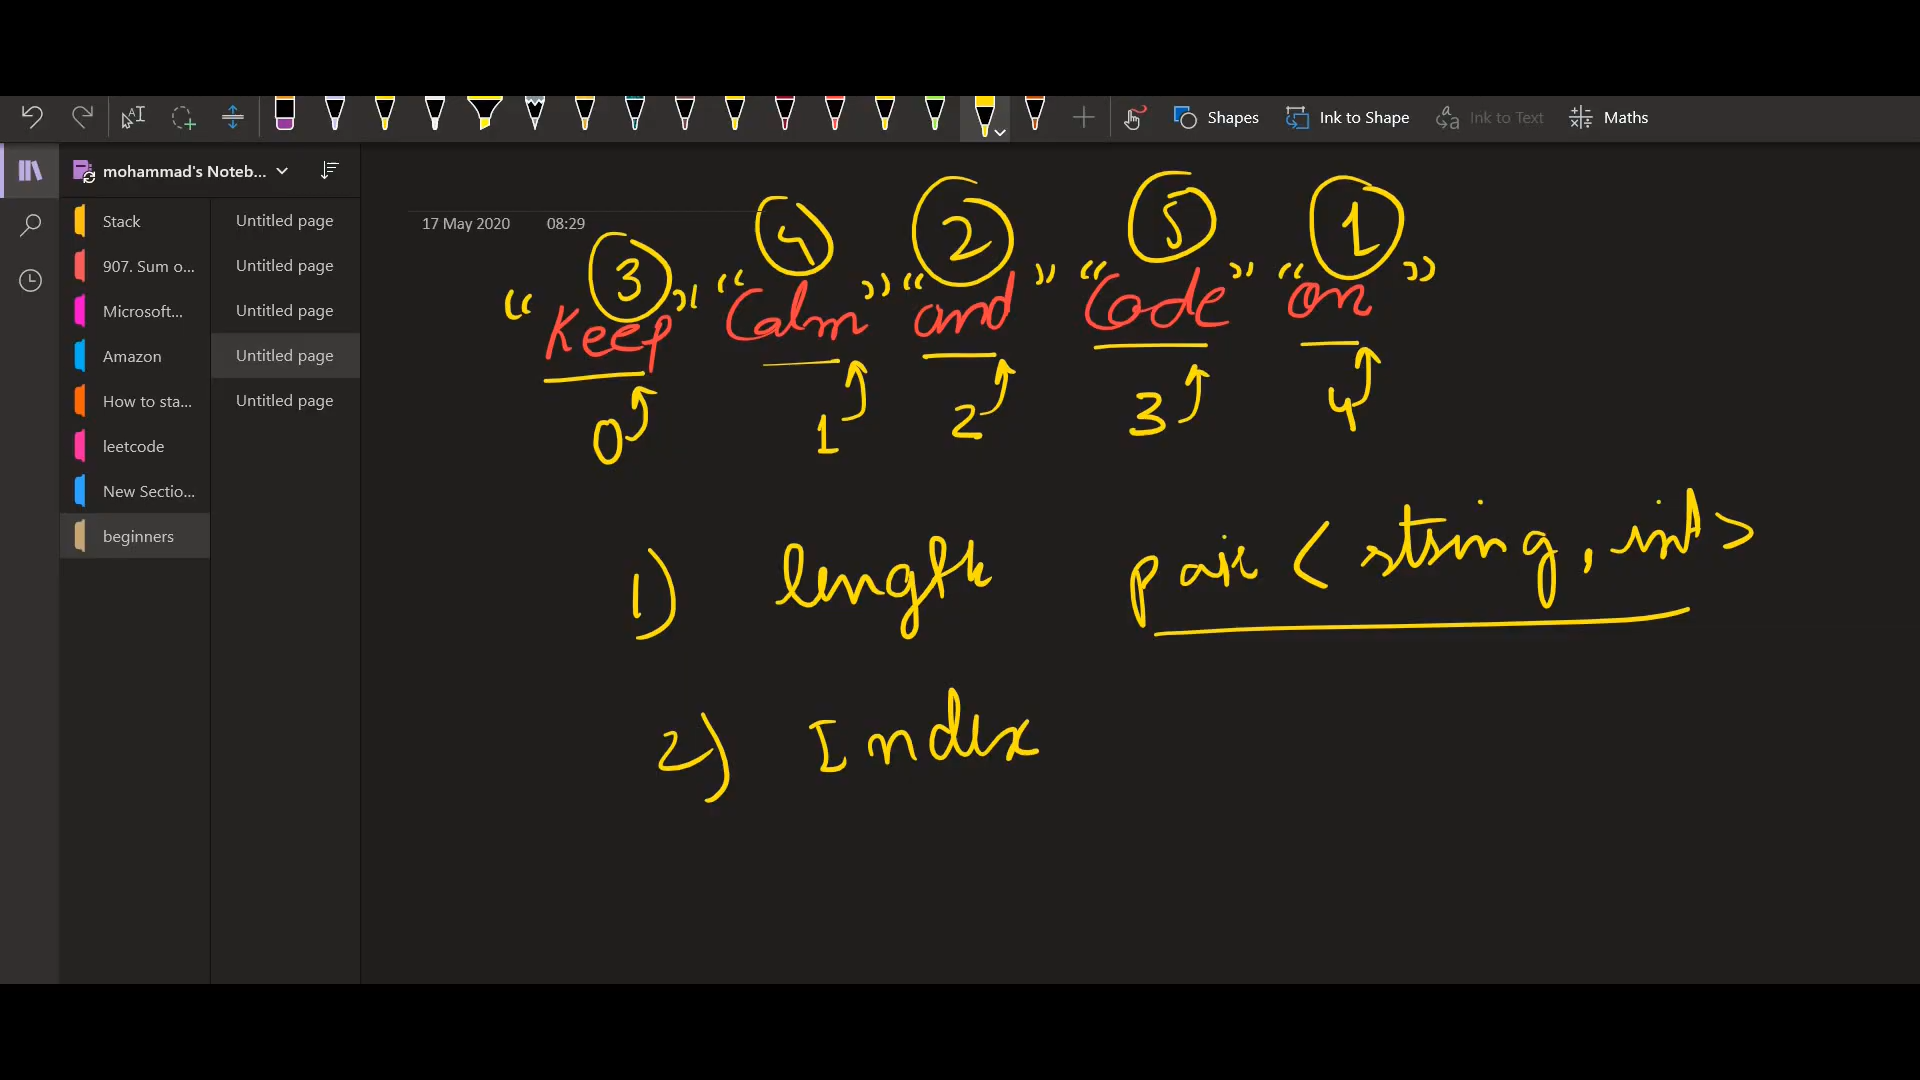 Shapes Ink to Shape Ink to Text Maths
mohammad's Noteb...
Stack
907. Sum o...
Microsoft...
Amazon
How to sta...
leetcode
New Sectio...
beginners
Untitled page
Untitled page
Untitled page
Untitled page
Untitled page
17 May 2020 08:29
3 4 2 5 1
"Keep" "Calm" "and" "Code" "on"
0 1 2 3 4
1) length pair < string, int >
2) Index